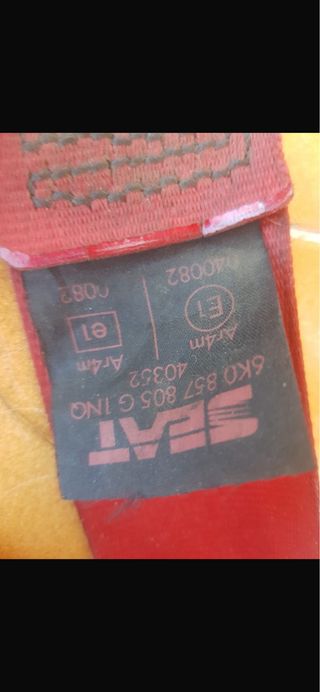 SEAT
6K0 857 805 G 1NQ
40352
Ar4m Ar4m
E1 e1
040082 0082